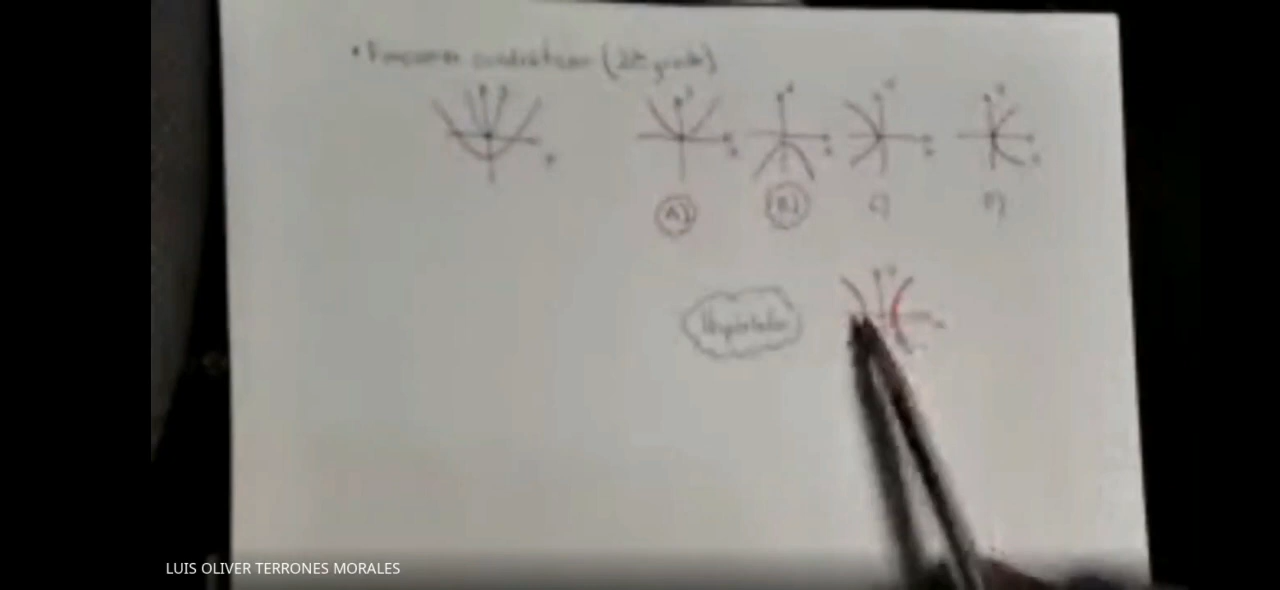 • Funciones cuadráticas (2do grado)
A) B) C) D)
Hipérbola
LUIS OLIVER TERRONES MORALES